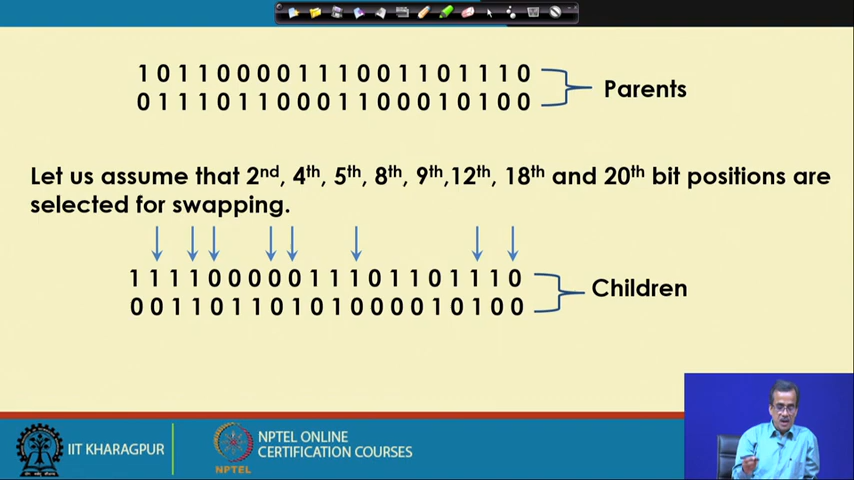 1 0 1 1 0 0 0 0 1 1 1 0 0 1 1 0 1 1 1 0
0 1 1 1 0 1 1 0 0 0 1 1 0 0 0 1 0 1 0 0
Parents
Let us assume that 2nd, 4th, 5th, 8th, 9th,12th, 18th and 20th bit positions are
selected for swapping.
1 1 1 1 0 0 0 0 0 1 1 1 0 1 1 0 1 1 1 0
0 0 1 1 0 1 1 0 1 0 1 0 0 0 0 1 0 1 0 0
Children
IIT KHARAGPUR
NPTEL
NPTEL ONLINE
CERTIFICATION COURSES